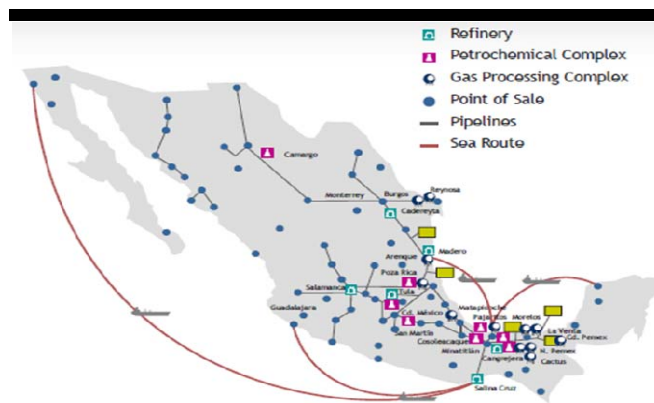 Refinery
Petrochemical Complex
Gas Processing Complex
Point of Sale
Pipelines
Sea Route
Camargo
Monterrey
Burgos
Reynosa
Cadereyta
Arenque
Madero
Poza Rica
Salamanca
Tula
Guadalajara
Cd. México
Matapionche
San Martín
Pajaritos
Morelos
Cosoleacaque
La Venta
Cd. Pemex
Minatitlán
Cangrejera
N. Pemex
Cactus
Salina Cruz